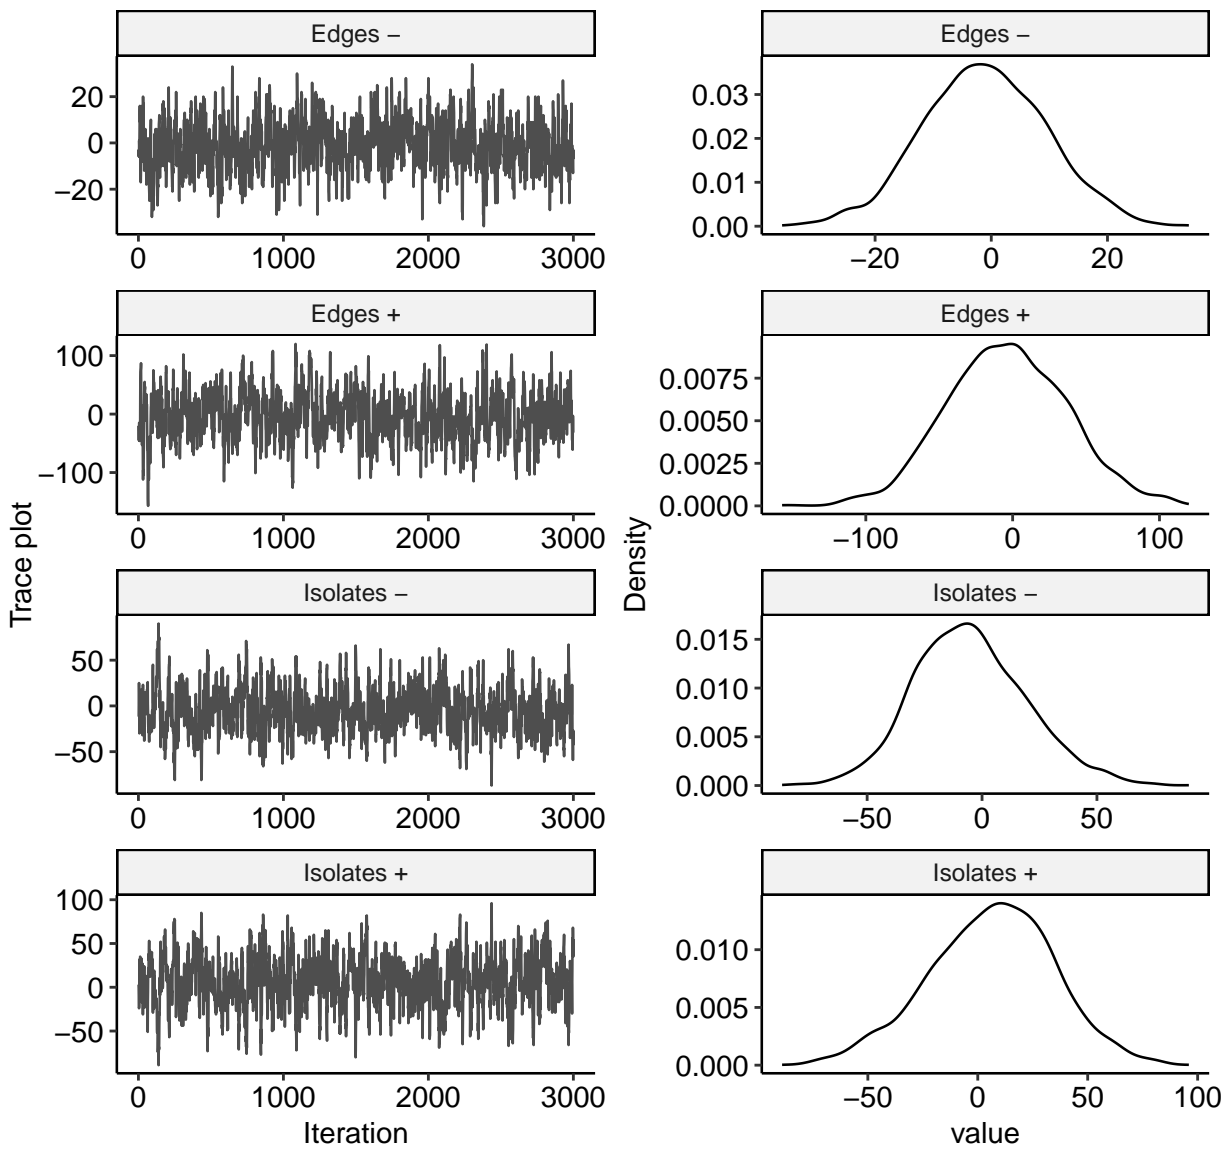 Edges −
20
0
−20
0 1000 2000 3000
Edges +
100
0
−100
0 1000 2000 3000
Isolates −
50
0
−50
0 1000 2000 3000
Isolates +
100
50
0
−50
0 1000 2000 3000
Trace plot
Iteration
Edges −
0.03
0.02
0.01
0.00
−20 0 20
Edges +
0.0075
0.0050
0.0025
0.0000
−100 0 100
Isolates −
0.015
0.010
0.005
0.000
−50 0 50
Isolates +
0.010
0.005
0.000
−50 0 50 100
Density
value